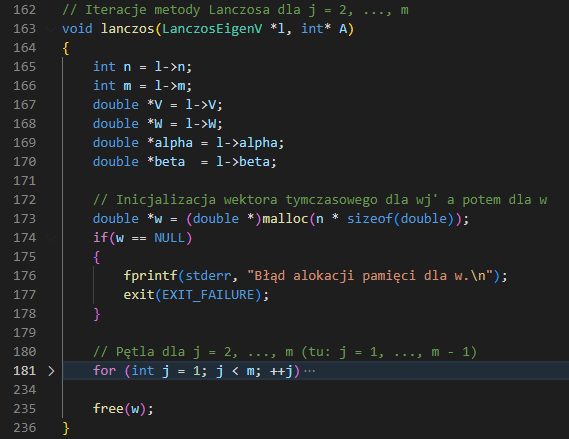 162 // Iteracje metody Lanczosa dla j = 2, ..., m
163 void lanczos(LanczosEigenV *l, int* A)
164 {
165     int n = l->n;
166     int m = l->m;
167     double *V = l->V;
168     double *W = l->W;
169     double *alpha = l->alpha;
170     double *beta  = l->beta;
171
172     // Inicjalizacja wektora tymczasowego dla wj' a potem dla w
173     double *w = (double *)malloc(n * sizeof(double));
174     if(w == NULL)
175     {
176         fprintf(stderr, "Błąd alokacji pamięci dla w.\n");
177         exit(EXIT_FAILURE);
178     }
179
180     // Pętla dla j = 2, ..., m (tu: j = 1, ..., m - 1)
181 >   for (int j = 1; j < m; ++j)···
234
235     free(w);
236 }